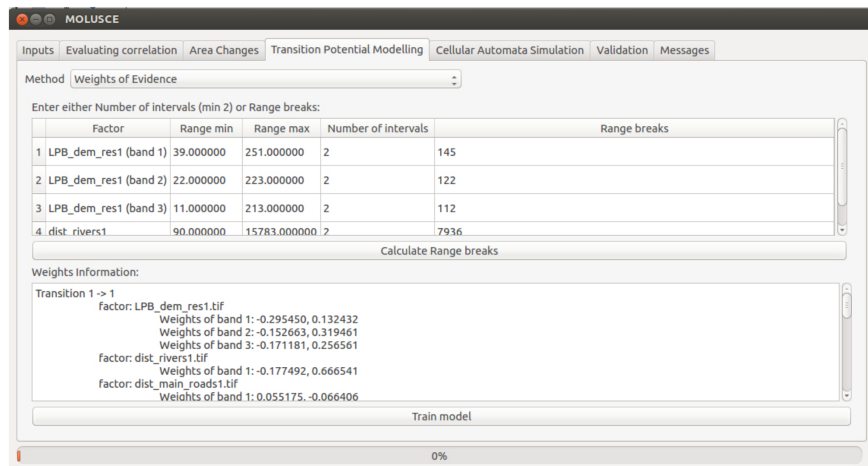 MOLUSCE
Inputs Evaluating correlation Area Changes Transition Potential Modelling Cellular Automata Simulation Validation Messages
Method Weights of Evidence
Enter either Number of intervals (min 2) or Range breaks:
Factor Range min Range max Number of intervals Range breaks
1 LPB_dem_res1 (band 1) 39.000000 251.000000 2 145
2 LPB_dem_res1 (band 2) 22.000000 223.000000 2 122
3 LPB_dem_res1 (band 3) 11.000000 213.000000 2 112
4 dist_rivers1 90.000000 15783.000000 2 7936
Calculate Range breaks
Weights Information:
Transition 1 -> 1
factor: LPB_dem_res1.tif
Weights of band 1: -0.295450, 0.132432
Weights of band 2: -0.152663, 0.319461
Weights of band 3: -0.171181, 0.256561
factor: dist_rivers1.tif
Weights of band 1: -0.177492, 0.666541
factor: dist_main_roads1.tif
Weights of band 1: 0.055175, -0.066406
Train model
0%